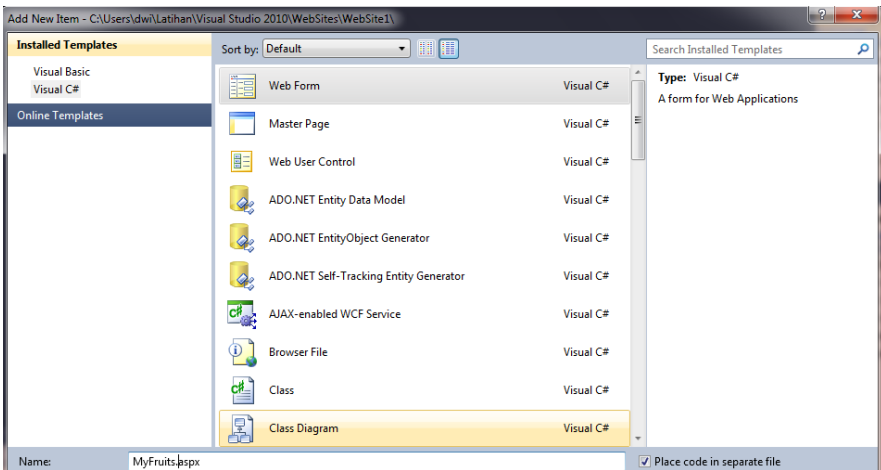 Add New Item - C:\Users\dwi\Latihan\Visual Studio 2010\WebSites\WebSite1\
Installed Templates
Visual Basic
Visual C#
Online Templates
Sort by: Default
Search Installed Templates
Web Form Visual C#
Master Page Visual C#
Web User Control Visual C#
ADO.NET Entity Data Model Visual C#
ADO.NET EntityObject Generator Visual C#
ADO.NET Self-Tracking Entity Generator Visual C#
AJAX-enabled WCF Service Visual C#
Browser File Visual C#
Class Visual C#
Class Diagram Visual C#
Type: Visual C#
A form for Web Applications
Name: MyFruits.aspx
Place code in separate file